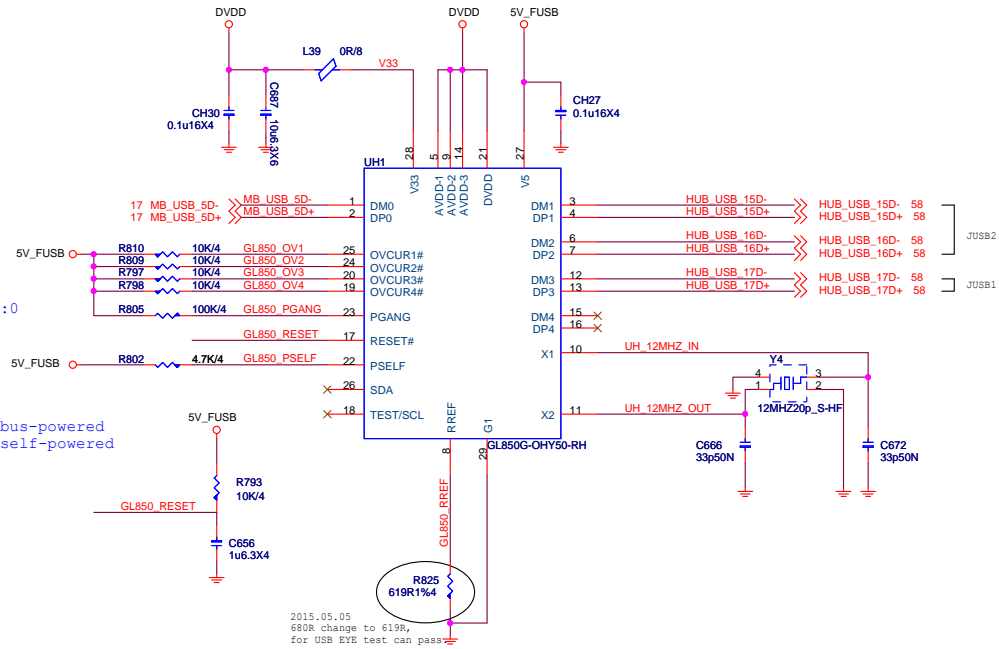 DVDD
DVDD
5V_FUSB
L39 0R/8
V33
CH30
0.1u16X4
C687
10u6.3X6
CH27
0.1u16X4
28
5
9
14
21
27
UH1
V33
AVDD-1
AVDD-2
AVDD-3
DVDD
V5
17 MB_USB_5D- MB_USB_5D- 1 DM0
17 MB_USB_5D+ MB_USB_5D+ 2 DP0
DM1 3 HUB_USB_15D- HUB_USB_15D- 58
DP1 4 HUB_USB_15D+ HUB_USB_15D+ 58
DM2 6 HUB_USB_16D- HUB_USB_16D- 58
DP2 7 HUB_USB_16D+ HUB_USB_16D+ 58
JUSB2
DM3 12 HUB_USB_17D- HUB_USB_17D- 58
DP3 13 HUB_USB_17D+ HUB_USB_17D+ 58
JUSB1
DM4 15
DP4 16
5V_FUSB R810 10K/4 GL850_OV1 25 OVCUR1#
R809 10K/4 GL850_OV2 24 OVCUR2#
R797 10K/4 GL850_OV3 20 OVCUR3#
R798 10K/4 GL850_OV4 19 OVCUR4#
:0
R805 100K/4 GL850_PGANG 23 PGANG
GL850_RESET 17 RESET#
5V_FUSB R802 4.7K/4 GL850_PSELF 22 PSELF
26 SDA
18 TEST/SCL
X1 10 UH_12MHZ_IN
X2 11 UH_12MHZ_OUT
Y4
4 3
1 2
12MHZ20p_S-HF
RREF
G1
8
29
GL850G-OHY50-RH
C666
33p50N
C672
33p50N
bus-powered
self-powered
5V_FUSB
R793
10K/4
GL850_RESET
C656
1u6.3X4
GL850_RREF
R825
619R1%4
2015.05.05
680R change to 619R,
for USB EYE test can pass.